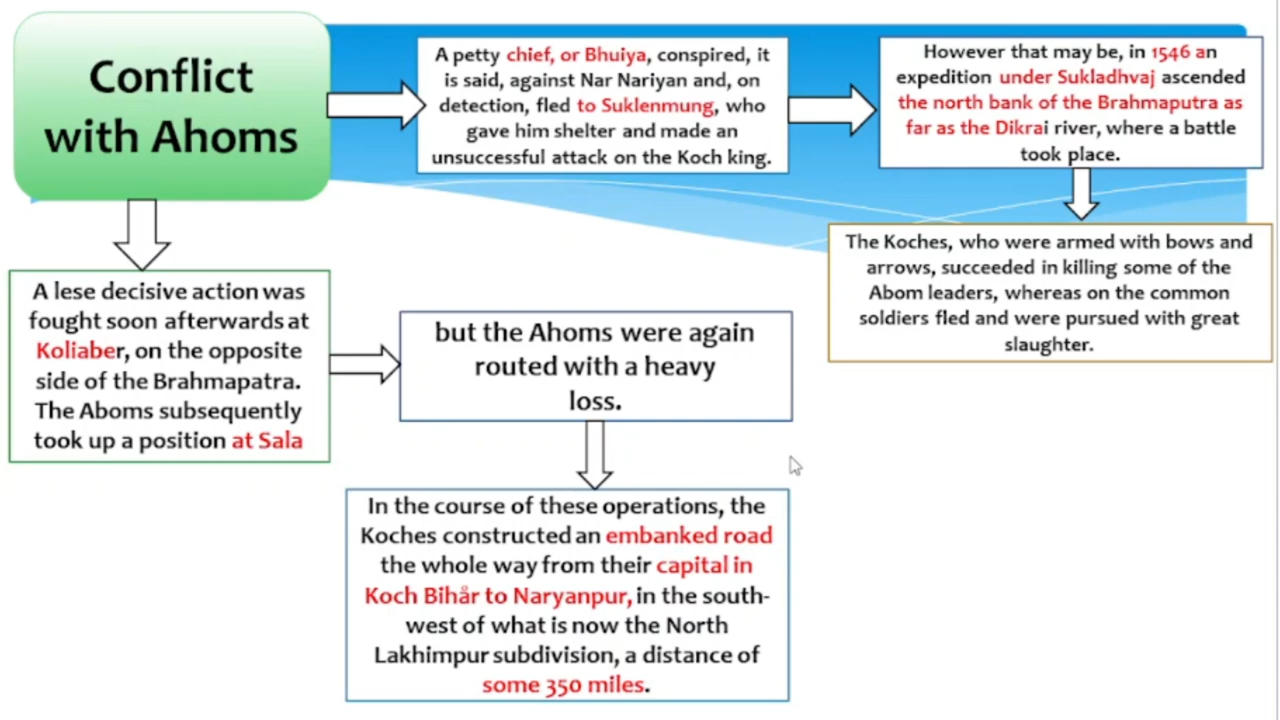 Conflict
with Ahoms
A petty chief, or Bhuiya, conspired, it
is said, against Nar Nariyan and, on
detection, fled to Suklenmung, who
gave him shelter and made an
unsuccessful attack on the Koch king.
However that may be, in 1546 an
expedition under Sukladhvaj ascended
the north bank of the Brahmaputra as
far as the Dikrai river, where a battle
took place.
The Koches, who were armed with bows and
arrows, succeeded in killing some of the
Abom leaders, whereas on the common
soldiers fled and were pursued with great
slaughter.
A lese decisive action was
fought soon afterwards at
Koliaber, on the opposite
side of the Brahmapatra.
The Aboms subsequently
took up a position at Sala
but the Ahoms were again
routed with a heavy
loss.
In the course of these operations, the
Koches constructed an embanked road
the whole way from their capital in
Koch Bihår to Naryanpur, in the south-
west of what is now the North
Lakhimpur subdivision, a distance of
some 350 miles.